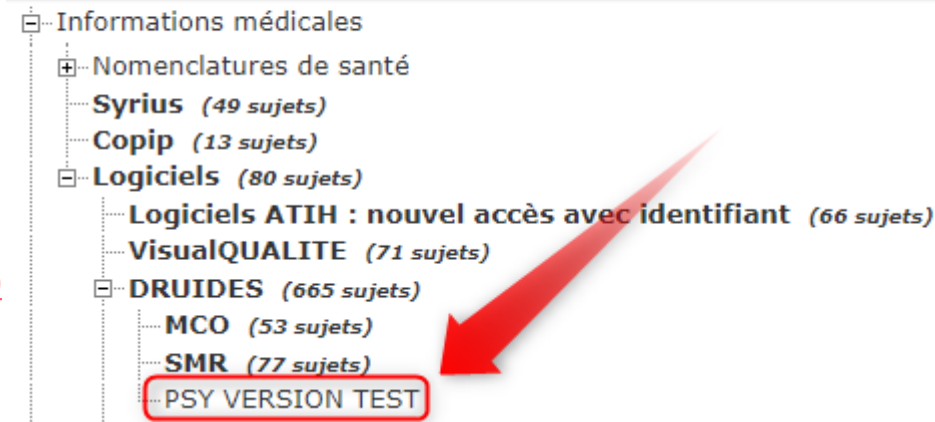 Informations médicales
Nomenclatures de santé
Syrius (49 sujets)
Copip (13 sujets)
Logiciels (80 sujets)
Logiciels ATIH : nouvel accès avec identifiant (66 sujets)
VisualQUALITE (71 sujets)
DRUIDES (665 sujets)
MCO (53 sujets)
SMR (77 sujets)
PSY VERSION TEST